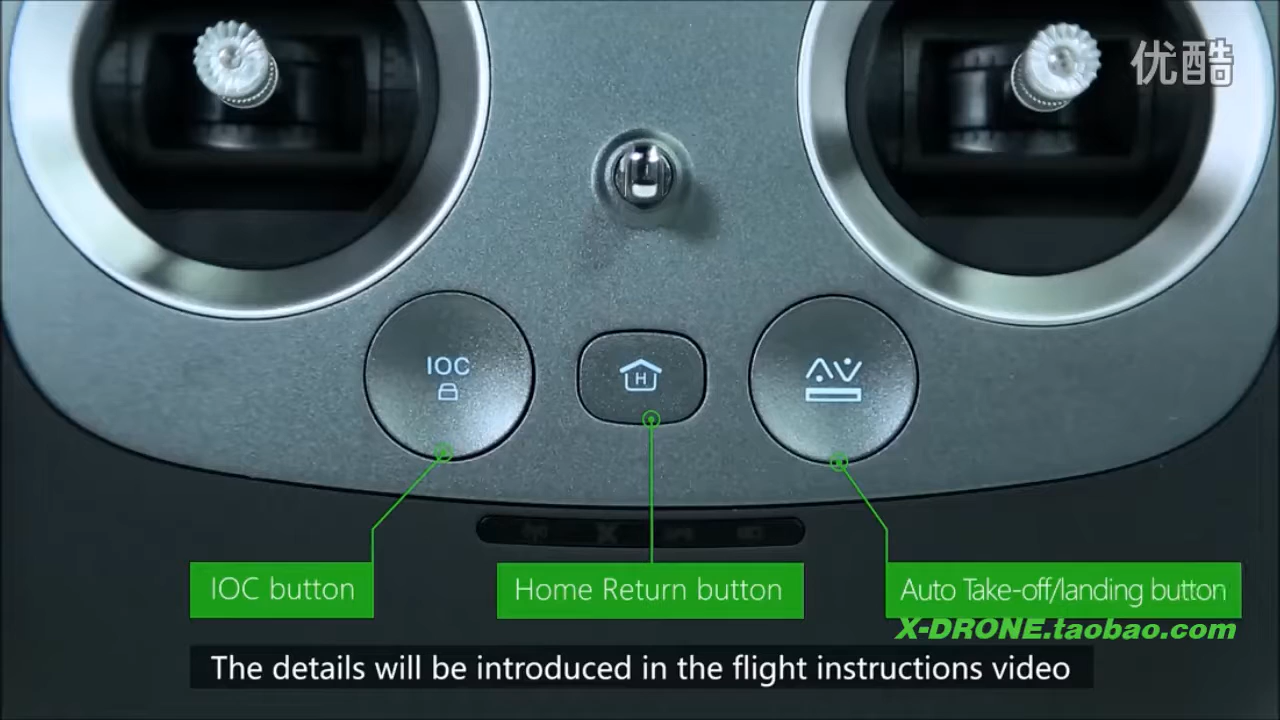 优酷
IOC
H
IOC button
Home Return button
Auto Take-off/landing button
X-DRONE.taobao.com
The details will be introduced in the flight instructions video